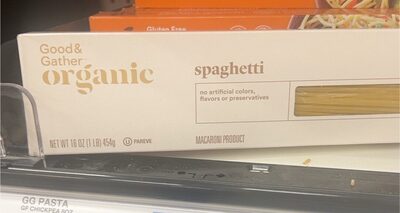 Gluten Free
Good&
Gather
organic
spaghetti
no artificial colors,
flavors or preservatives
NET WT 16 OZ (1 LB) 454g
U PAREVE
MACARONI PRODUCT
GG PASTA
GF CHICKPEA 8OZ